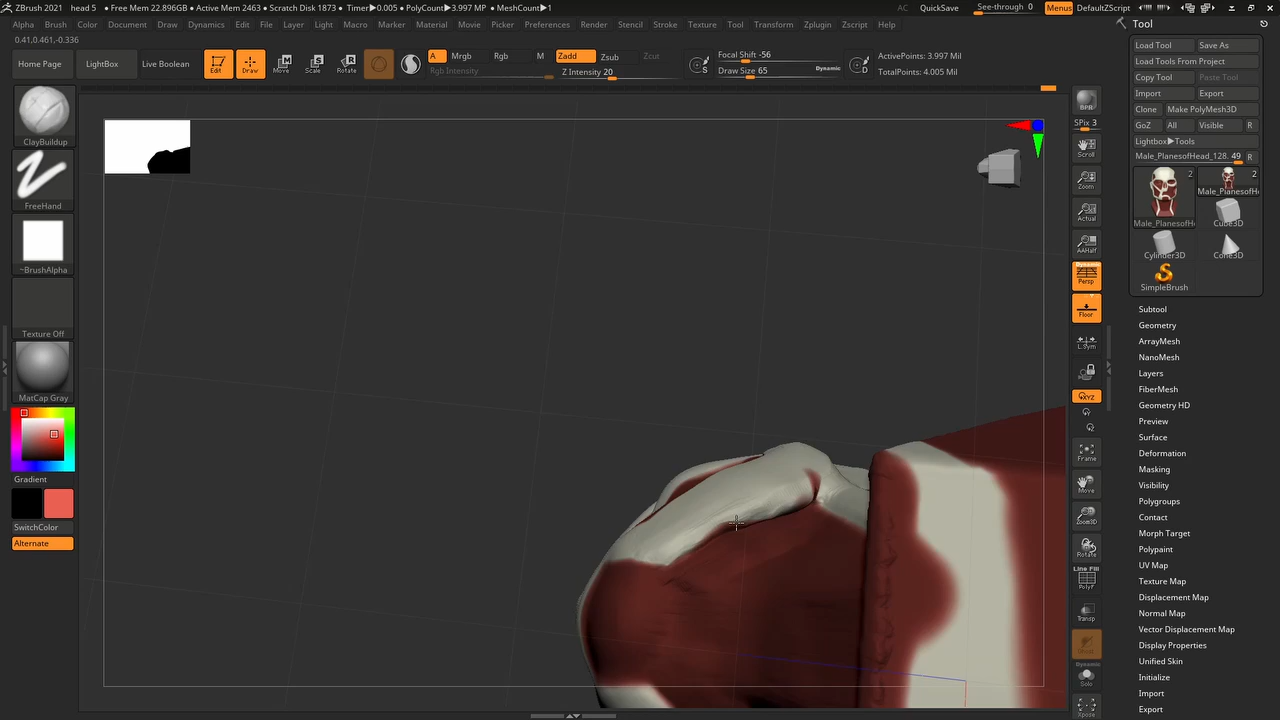 ZBrush 2021 head 5 ● Free Mem 22.896GB ● Active Mem 2463 ● Scratch Disk 1873 ● Timer▶0.005 ● PolyCount▶3.997 MP ● MeshCount▶1
AC QuickSave See-through 0 Menus DefaultZScript
Alpha Brush Color Document Draw Dynamics Edit File Layer Light Macro Marker Material Movie Picker Preferences Render Stencil Stroke Texture Tool Transform Zplugin Zscript Help
0.41,0.461,-0.336
Home Page LightBox Live Boolean
Edit Draw Move Scale Rotate
A Mrgb Rgb M
Rgb Intensity
Zadd Zsub Zcut
Z Intensity 20
S
Focal Shift -56
Draw Size 65 Dynamic
D
ActivePoints: 3.997 Mil
TotalPoints: 4.005 Mil
ClayBuildup
FreeHand
~BrushAlpha
Texture Off
MatCap Gray
Gradient
SwitchColor
Alternate
BPR
SPix 3
Scroll
Zoom
Actual
AAHalf
Dynamic
Persp
Floor
L.Sym
XYZ
Frame
Move
Zoom3D
Rotate
Line Fill
PolyF
Transp
Dynamic
Solo
Xpose
Tool
Load Tool Save As
Load Tools From Project
Copy Tool Paste Tool
Import Export
Clone Make PolyMesh3D
GoZ All Visible R
Lightbox▶Tools
Male_PlanesofHead_128. 49 R
2 2
Male_PlanesofHe
Male_PlanesofHe Cube3D
Cylinder3D Cone3D
SimpleBrush
Subtool
Geometry
ArrayMesh
NanoMesh
Layers
FiberMesh
Geometry HD
Preview
Surface
Deformation
Masking
Visibility
Polygroups
Contact
Morph Target
Polypaint
UV Map
Texture Map
Displacement Map
Normal Map
Vector Displacement Map
Display Properties
Unified Skin
Initialize
Import
Export